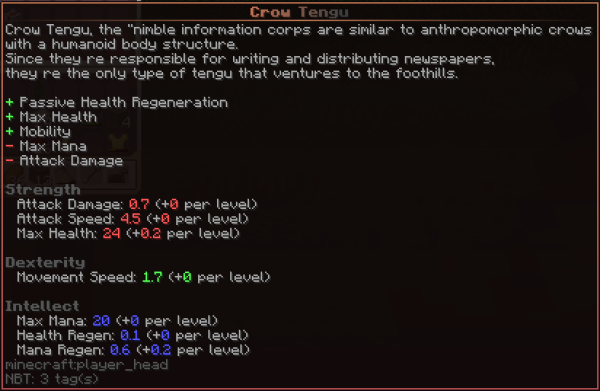 Crow Tengu
Crow Tengu, the "nimble information corps are similar to anthropomorphic crows
with a humanoid body structure.
Since they re responsible for writing and distributing newspapers,
they re the only type of tengu that ventures to the foothills.
+ Passive Health Regeneration
+ Max Health
+ Mobility
- Max Mana
- Attack Damage
Strength
Attack Damage: 0.7 (+0 per level)
Attack Speed: 4.5 (+0 per level)
Max Health: 24 (+0.2 per level)
Dexterity
Movement Speed: 1.7 (+0 per level)
Intellect
Max Mana: 20 (+0 per level)
Health Regen: 0.1 (+0 per level)
Mana Regen: 0.6 (+0.2 per level)
minecraft:player_head
NBT: 3 tag(s)